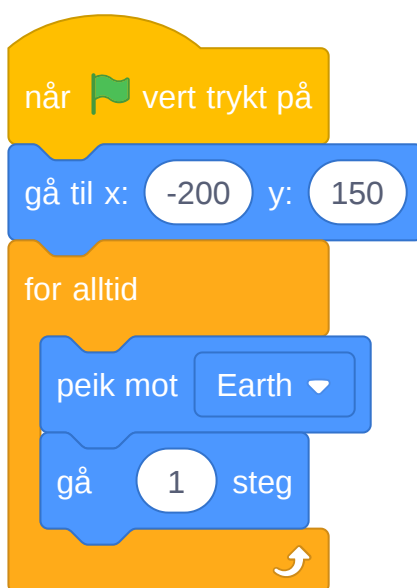 når vert trykt på
gå til x: -200 y: 150
for alltid
peik mot Earth
gå 1 steg